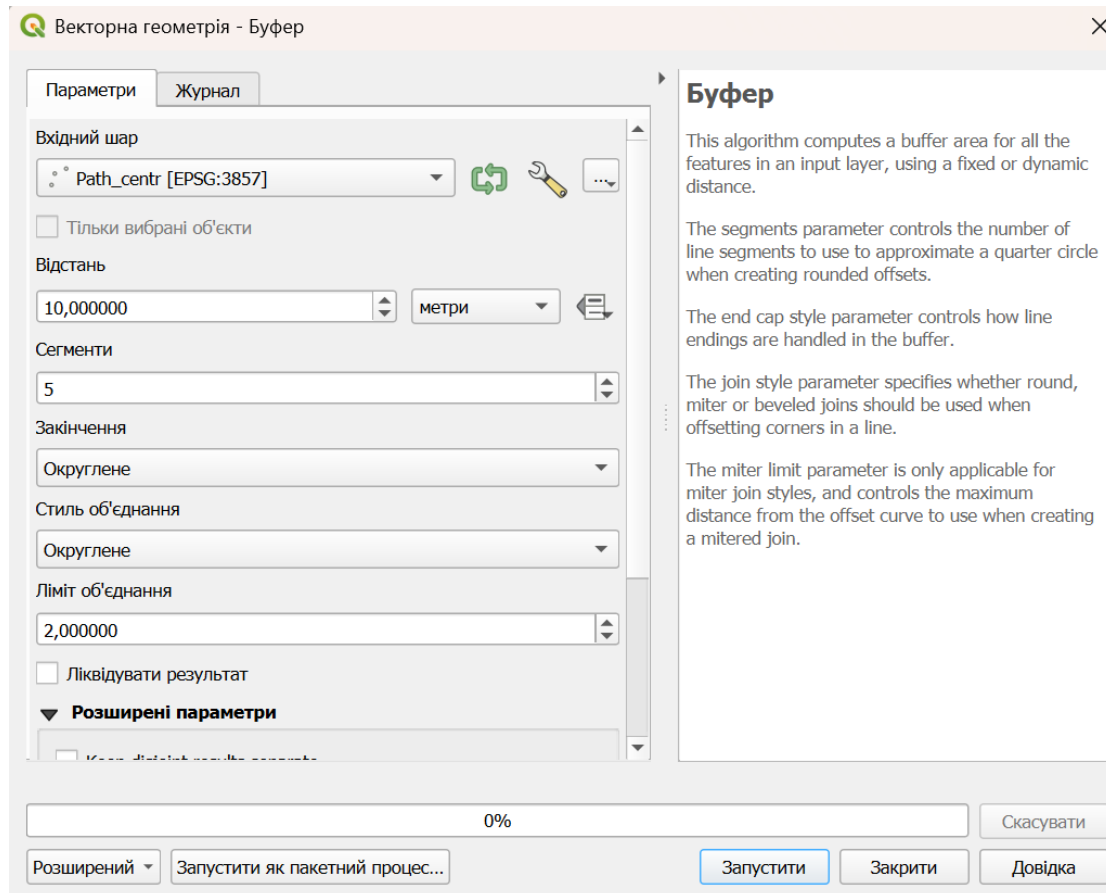 Векторна геометрія - Буфер
Параметри
Журнал
Вхідний шар
Path_centr [EPSG:3857]
...
Тільки вибрані об'єкти
Відстань
10,000000
метри
Сегменти
5
Закінчення
Округлене
Стиль об'єднання
Округлене
Ліміт об'єднання
2,000000
Ліквідувати результат
Розширені параметри
Keep disjoint results separate
Буфер
This algorithm computes a buffer area for all the
features in an input layer, using a fixed or dynamic
distance.
The segments parameter controls the number of
line segments to use to approximate a quarter circle
when creating rounded offsets.
The end cap style parameter controls how line
endings are handled in the buffer.
The join style parameter specifies whether round,
miter or beveled joins should be used when
offsetting corners in a line.
The miter limit parameter is only applicable for
miter join styles, and controls the maximum
distance from the offset curve to use when creating
a mitered join.
0%
Скасувати
Розширений
Запустити як пакетний процес...
Запустити
Закрити
Довідка